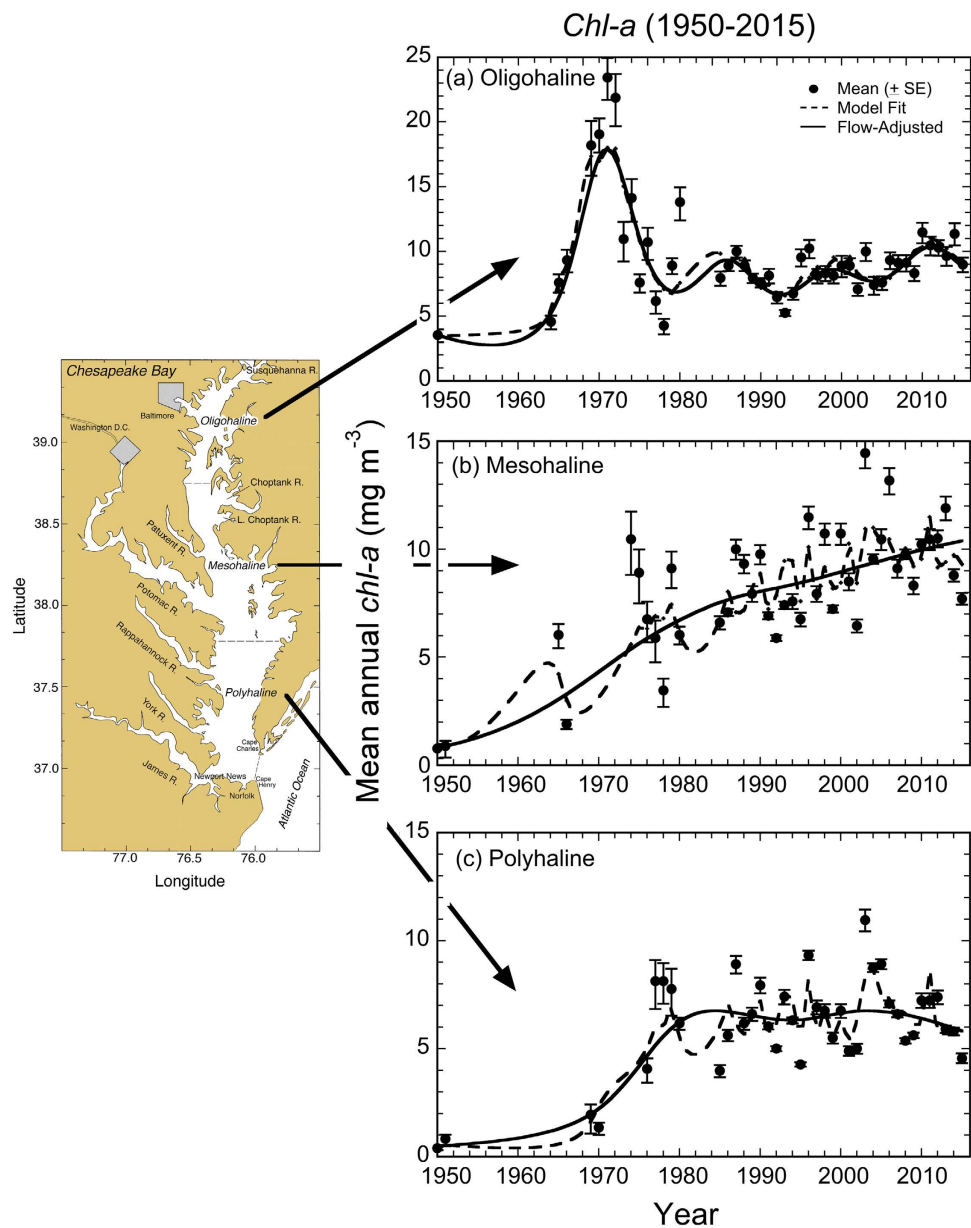 Chl-a (1950-2015)
(a) Oligohaline
Mean (± SE)
Model Fit
Flow-Adjusted
25
20
15
10
5
0
1950 1960 1970 1980 1990 2000 2010
Chesapeake Bay
Susquehanna R.
Baltimore
Oligohaline
Washington D.C.
39.0
Choptank R.
38.5
L. Choptank R.
Patuxent R.
Mesohaline
38.0
Potomac R.
Rappahannock R.
37.5
Polyhaline
York R.
Cape
Charles
37.0
James R.
Newport News
Cape
Henry
Norfolk
Atlantic Ocean
77.0 76.5 76.0
Longitude
Latitude
Mean annual chl-a (mg m-3)
(b) Mesohaline
15
10
5
0
1950 1960 1970 1980 1990 2000 2010
(c) Polyhaline
15
10
5
0
1950 1960 1970 1980 1990 2000 2010
Year